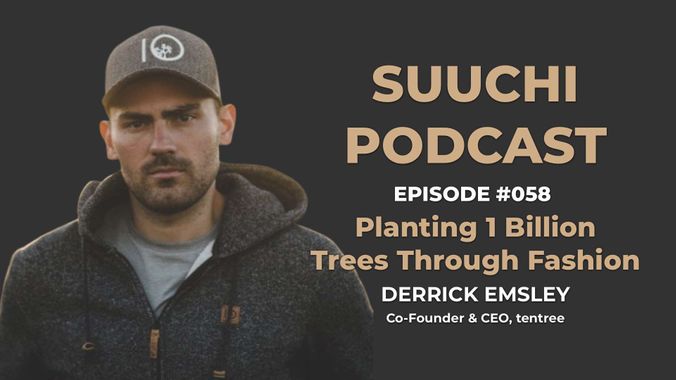 SUUCHI
PODCAST
EPISODE #058
Planting 1 Billion
Trees Through Fashion
DERRICK EMSLEY
Co-Founder & CEO, tentree